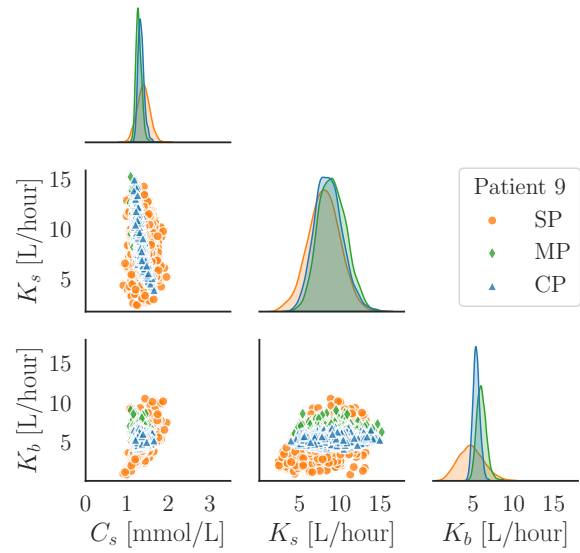 15
10
5
K_s [L/hour]
Patient 9
SP
MP
CP
15
10
5
K_b [L/hour]
0 1 2 3
5 10 15
5 10 15
C_s [mmol/L]
K_s [L/hour]
K_b [L/hour]